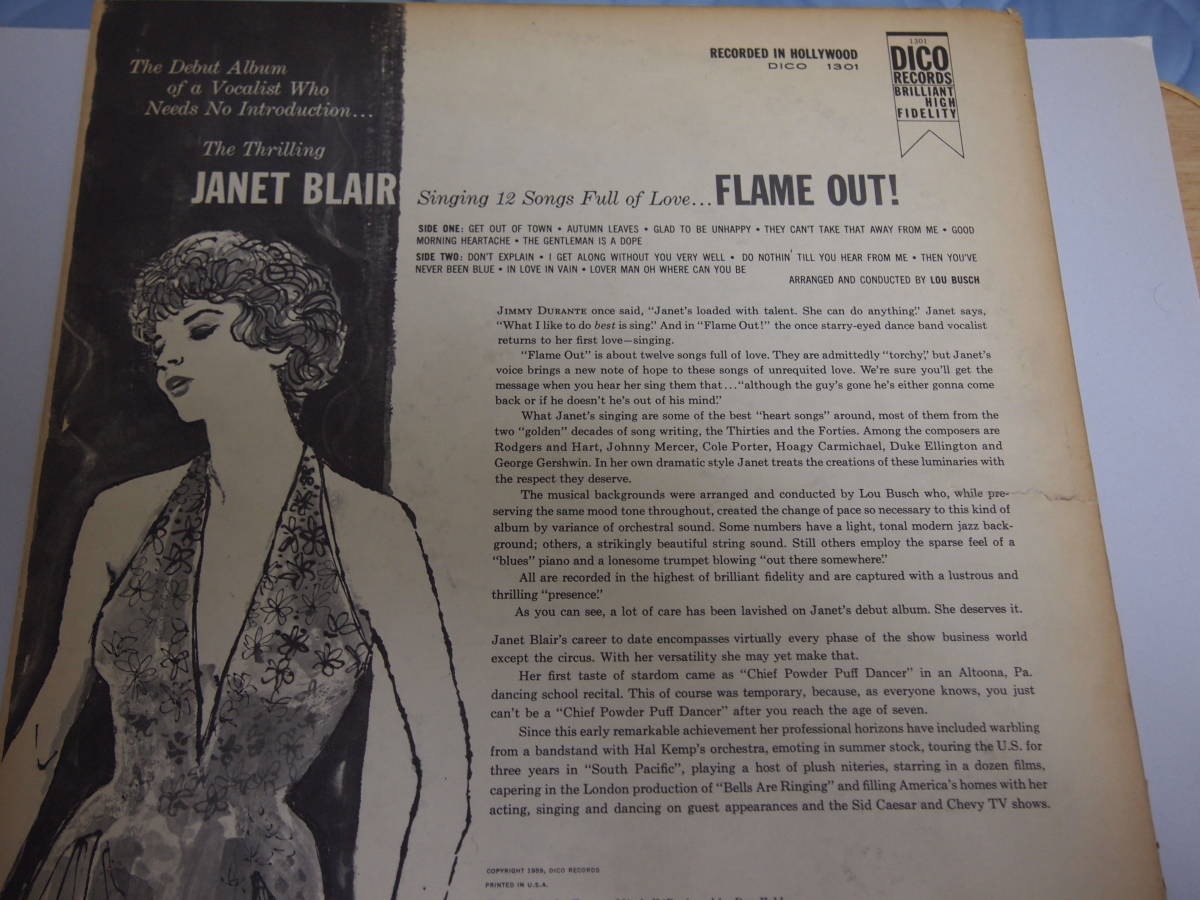 The Debut Album
of a Vocalist Who
Needs No Introduction...
The Thrilling
JANET BLAIR
Singing 12 Songs Full of Love... FLAME OUT!
RECORDED IN HOLLYWOOD
DICO 1301
1301
DICO
RECORDS
BRILLIANT
HIGH
FIDELITY
SIDE ONE: GET OUT OF TOWN • AUTUMN LEAVES • GLAD TO BE UNHAPPY • THEY CAN'T TAKE THAT AWAY FROM ME • GOOD
MORNING HEARTACHE • THE GENTLEMAN IS A DOPE
SIDE TWO: DON'T EXPLAIN • I GET ALONG WITHOUT YOU VERY WELL • DO NOTHIN' TILL YOU HEAR FROM ME • THEN YOU'VE
NEVER BEEN BLUE • IN LOVE IN VAIN • LOVER MAN OH WHERE CAN YOU BE
ARRANGED AND CONDUCTED BY LOU BUSCH
JIMMY DURANTE once said, "Janet's loaded with talent. She can do anything." Janet says,
"What I like to do best is sing." And in "Flame Out!" the once starry-eyed dance band vocalist
returns to her first love—singing.
"Flame Out" is about twelve songs full of love. They are admittedly "torchy," but Janet's
voice brings a new note of hope to these songs of unrequited love. We're sure you'll get the
message when you hear her sing them that..."although the guy's gone he's either gonna come
back or if he doesn't he's out of his mind."
What Janet's singing are some of the best "heart songs" around, most of them from the
two "golden" decades of song writing, the Thirties and the Forties. Among the composers are
Rodgers and Hart, Johnny Mercer, Cole Porter, Hoagy Carmichael, Duke Ellington and
George Gershwin. In her own dramatic style Janet treats the creations of these luminaries with
the respect they deserve.
The musical backgrounds were arranged and conducted by Lou Busch who, while pre-
serving the same mood tone throughout, created the change of pace so necessary to this kind of
album by variance of orchestral sound. Some numbers have a light, tonal modern jazz back-
ground; others, a strikingly beautiful string sound. Still others employ the sparse feel of a
"blues" piano and a lonesome trumpet blowing "out there somewhere."
All are recorded in the highest of brilliant fidelity and are captured with a lustrous and
thrilling "presence."
As you can see, a lot of care has been lavished on Janet's debut album. She deserves it.
Janet Blair's career to date encompasses virtually every phase of the show business world
except the circus. With her versatility she may yet make that.
Her first taste of stardom came as "Chief Powder Puff Dancer" in an Altoona, Pa.
dancing school recital. This of course was temporary, because, as everyone knows, you just
can't be a "Chief Powder Puff Dancer" after you reach the age of seven.
Since this early remarkable achievement her professional horizons have included warbling
from a bandstand with Hal Kemp's orchestra, emoting in summer stock, touring the U.S. for
three years in "South Pacific", playing a host of plush niteries, starring in a dozen films,
capering in the London production of "Bells Are Ringing" and filling America's homes with her
acting, singing and dancing on guest appearances and the Sid Caesar and Chevy TV shows.
COPYRIGHT 1959, DICO RECORDS
PRINTED IN U.S.A.